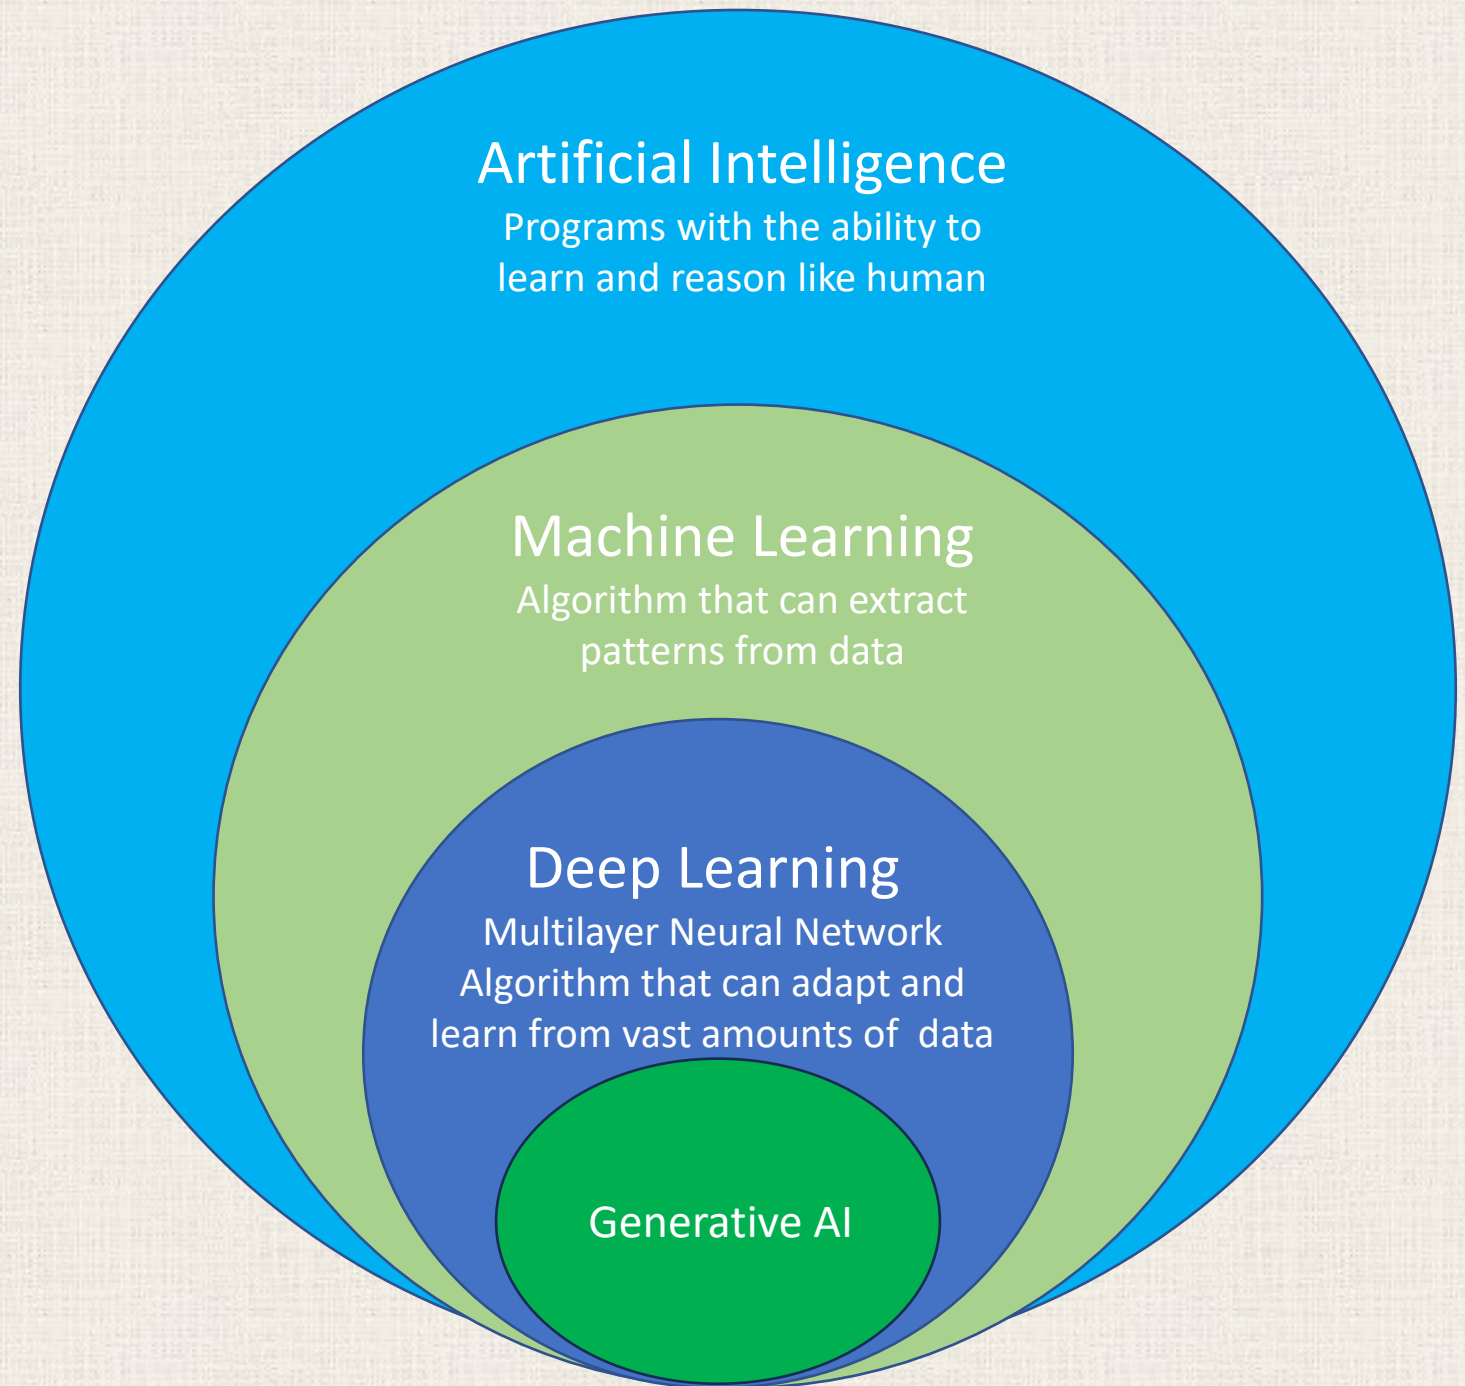 Artificial Intelligence
Programs with the ability to
learn and reason like human
Machine Learning
Algorithm that can extract
patterns from data
Deep Learning
Multilayer Neural Network
Algorithm that can adapt and
learn from vast amounts of  data
Generative AI